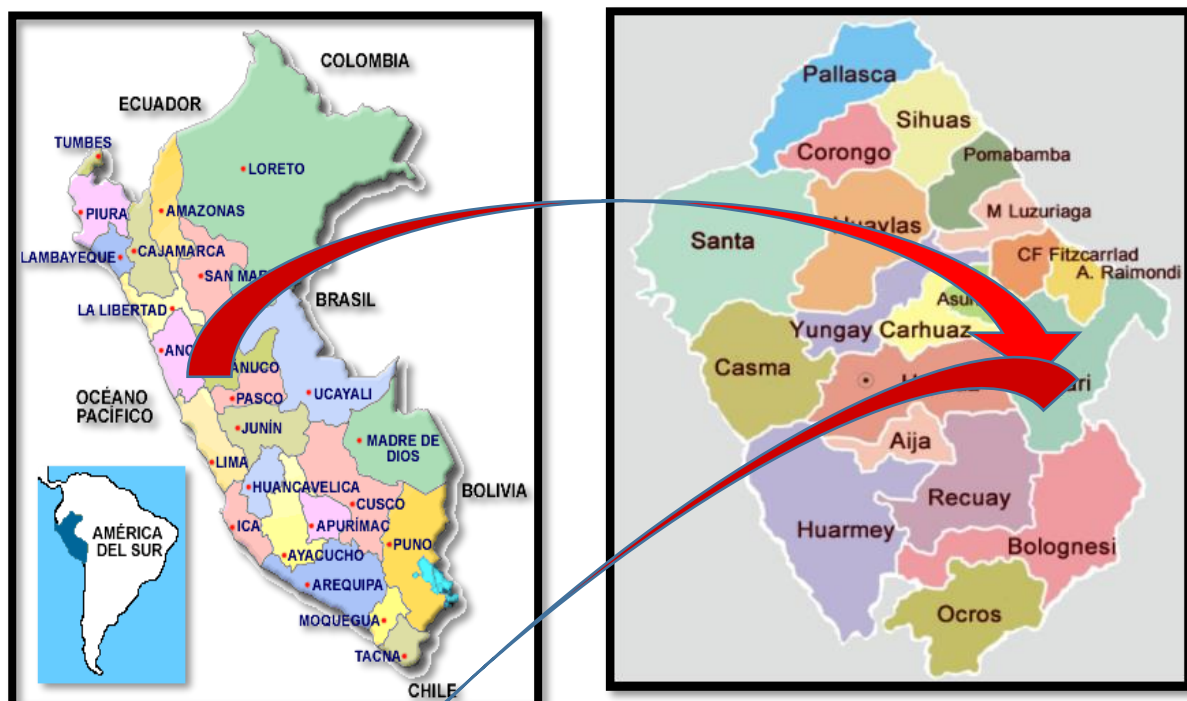 COLOMBIA
ECUADOR
TUMBES
LORETO
PIURA
AMAZONAS
CAJAMARCA
LAMBAYEQUE
SAN MAR
BRASIL
LA LIBERTAD
ANC
ANUCO
OCÉANO
PACÍFICO
PASCO
UCAYALI
JUNÍN
MADRE DE
DIOS
LIMA
HUANCAVELICA
BOLIVIA
CUSCO
ICA
APURÍMAC
PUNO
AYACUCHO
AREQUIPA
MOQUEGUA
TACNA
CHILE
AMÉRICA
DEL SUR
Pallasca
Sihuas
Corongo
Pomabamba
M Luzuriaga
Santa
uaylas
CF Fitzcarrlad
A. Raimondi
Asun
Yungay
Carhuaz
Casma
H
ri
Aija
Recuay
Huarmey
Bolognesi
Ocros